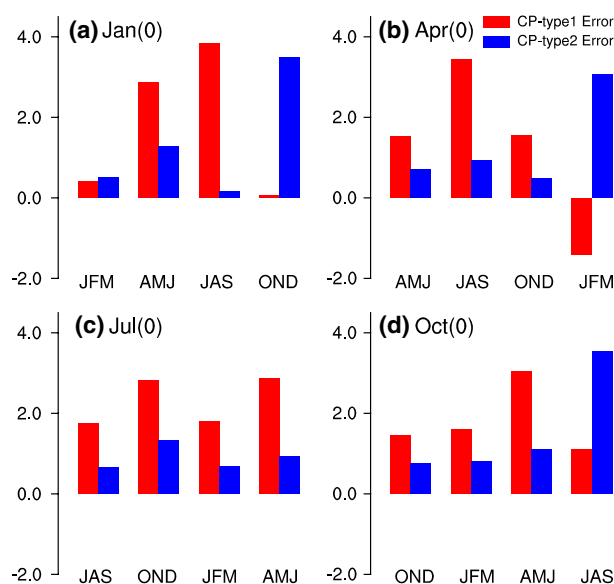 (a) Jan(0)
(b) Apr(0)
CP-type1 Error
CP-type2 Error
4.0
2.0
0.0
-2.0
JFM AMJ JAS OND
4.0
2.0
0.0
-2.0
AMJ JAS OND JFM
(c) Jul(0)
(d) Oct(0)
4.0
2.0
0.0
-2.0
JAS OND JFM AMJ
4.0
2.0
0.0
-2.0
OND JFM AMJ JAS